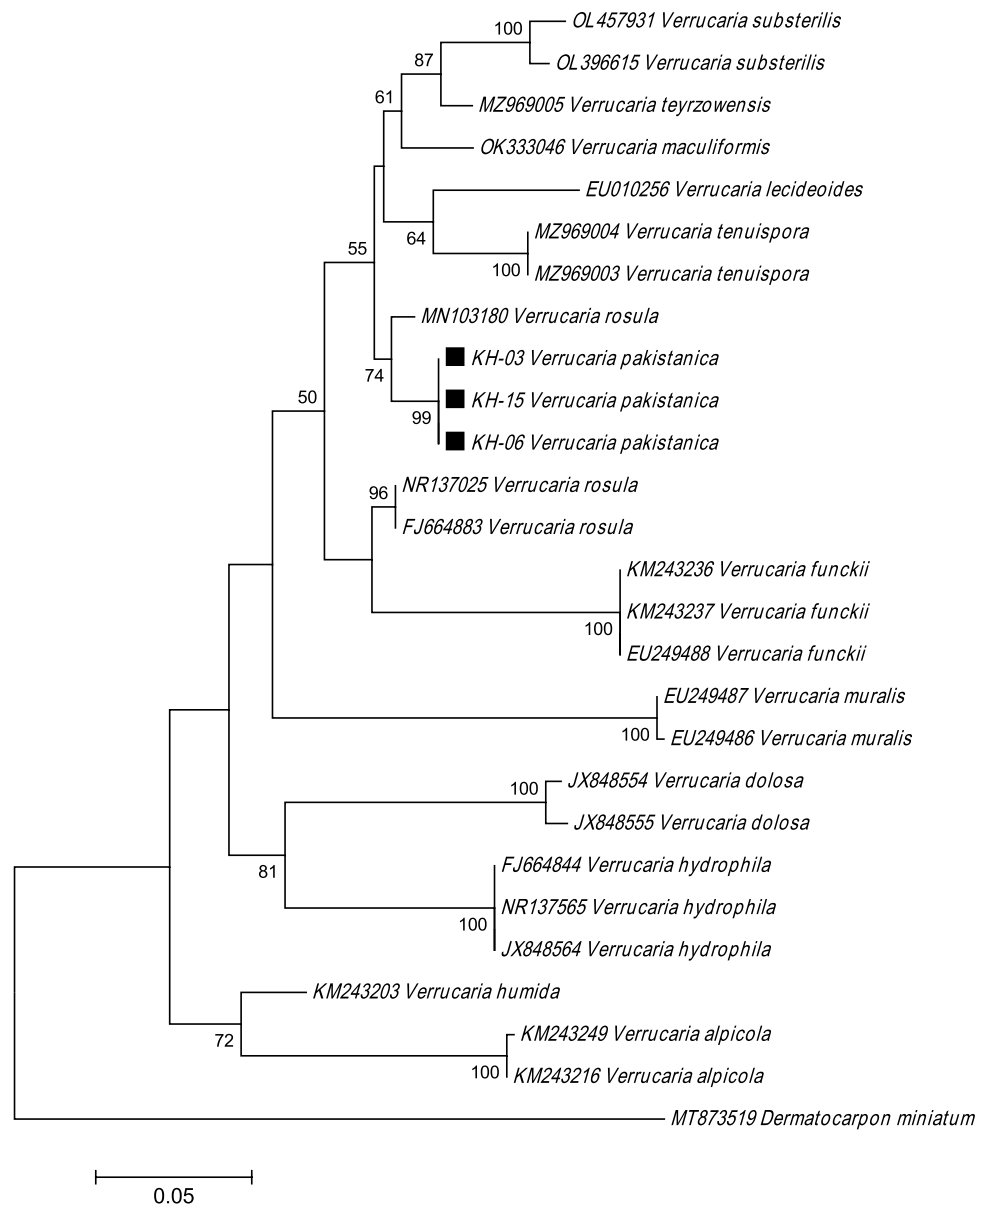 100
OL457931 Verrucaria substerilis
OL396615 Verrucaria substerilis
87
MZ969005 Verrucaria teyrzowensis
61
OK333046 Verrucaria maculiformis
EU010256 Verrucaria lecideoides
64
MZ969004 Verrucaria tenuispora
100
MZ969003 Verrucaria tenuispora
55
MN103180 Verrucaria rosula
74
KH-03 Verrucaria pakistanica
KH-15 Verrucaria pakistanica
99
KH-06 Verrucaria pakistanica
50
96
NR137025 Verrucaria rosula
FJ664883 Verrucaria rosula
KM243236 Verrucaria funckii
KM243237 Verrucaria funckii
100
EU249488 Verrucaria funckii
EU249487 Verrucaria muralis
100
EU249486 Verrucaria muralis
100
JX848554 Verrucaria dolosa
JX848555 Verrucaria dolosa
81
FJ664844 Verrucaria hydrophila
NR137565 Verrucaria hydrophila
100
JX848564 Verrucaria hydrophila
KM243203 Verrucaria humida
72
KM243249 Verrucaria alpicola
100
KM243216 Verrucaria alpicola
MT873519 Dermatocarpon miniatum
0.05